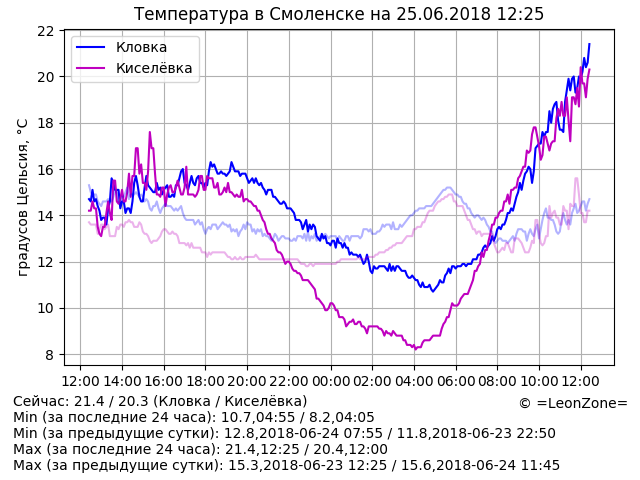 Температура в Смоленске на 25.06.2018 12:25
Кловка
Киселёвка
градусов Цельсия, °C
22
20
18
16
14
12
10
8
12:00 14:00 16:00 18:00 20:00 22:00 00:00 02:00 04:00 06:00 08:00 10:00 12:00
Сейчас: 21.4 / 20.3 (Кловка / Киселёвка)
© =LeonZone=
Min (за последние 24 часа): 10.7,04:55 / 8.2,04:05
Min (за предыдущие сутки): 12.8,2018-06-24 07:55 / 11.8,2018-06-23 22:50
Max (за последние 24 часа): 21.4,12:25 / 20.4,12:00
Max (за предыдущие сутки): 15.3,2018-06-23 12:25 / 15.6,2018-06-24 11:45